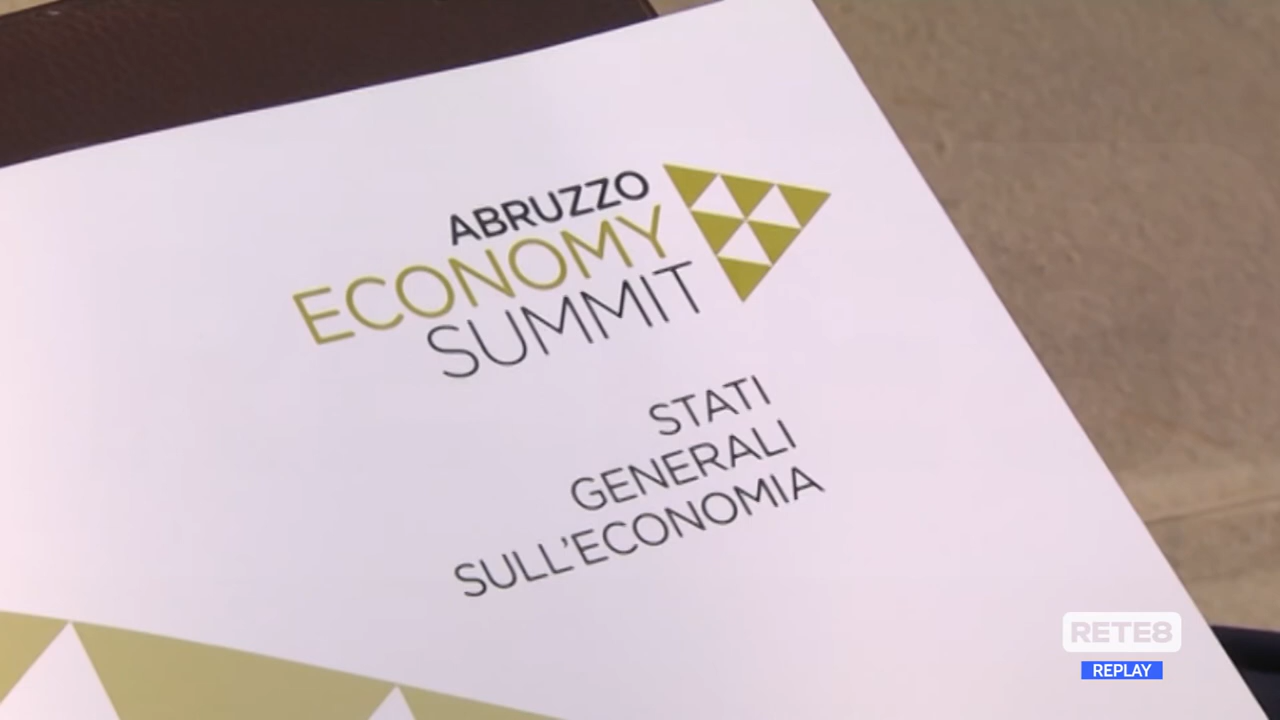 ABRUZZO
ECONOMY
SUMMIT
STATI
GENERALI
SULL'ECONOMIA
RETE8
REPLAY